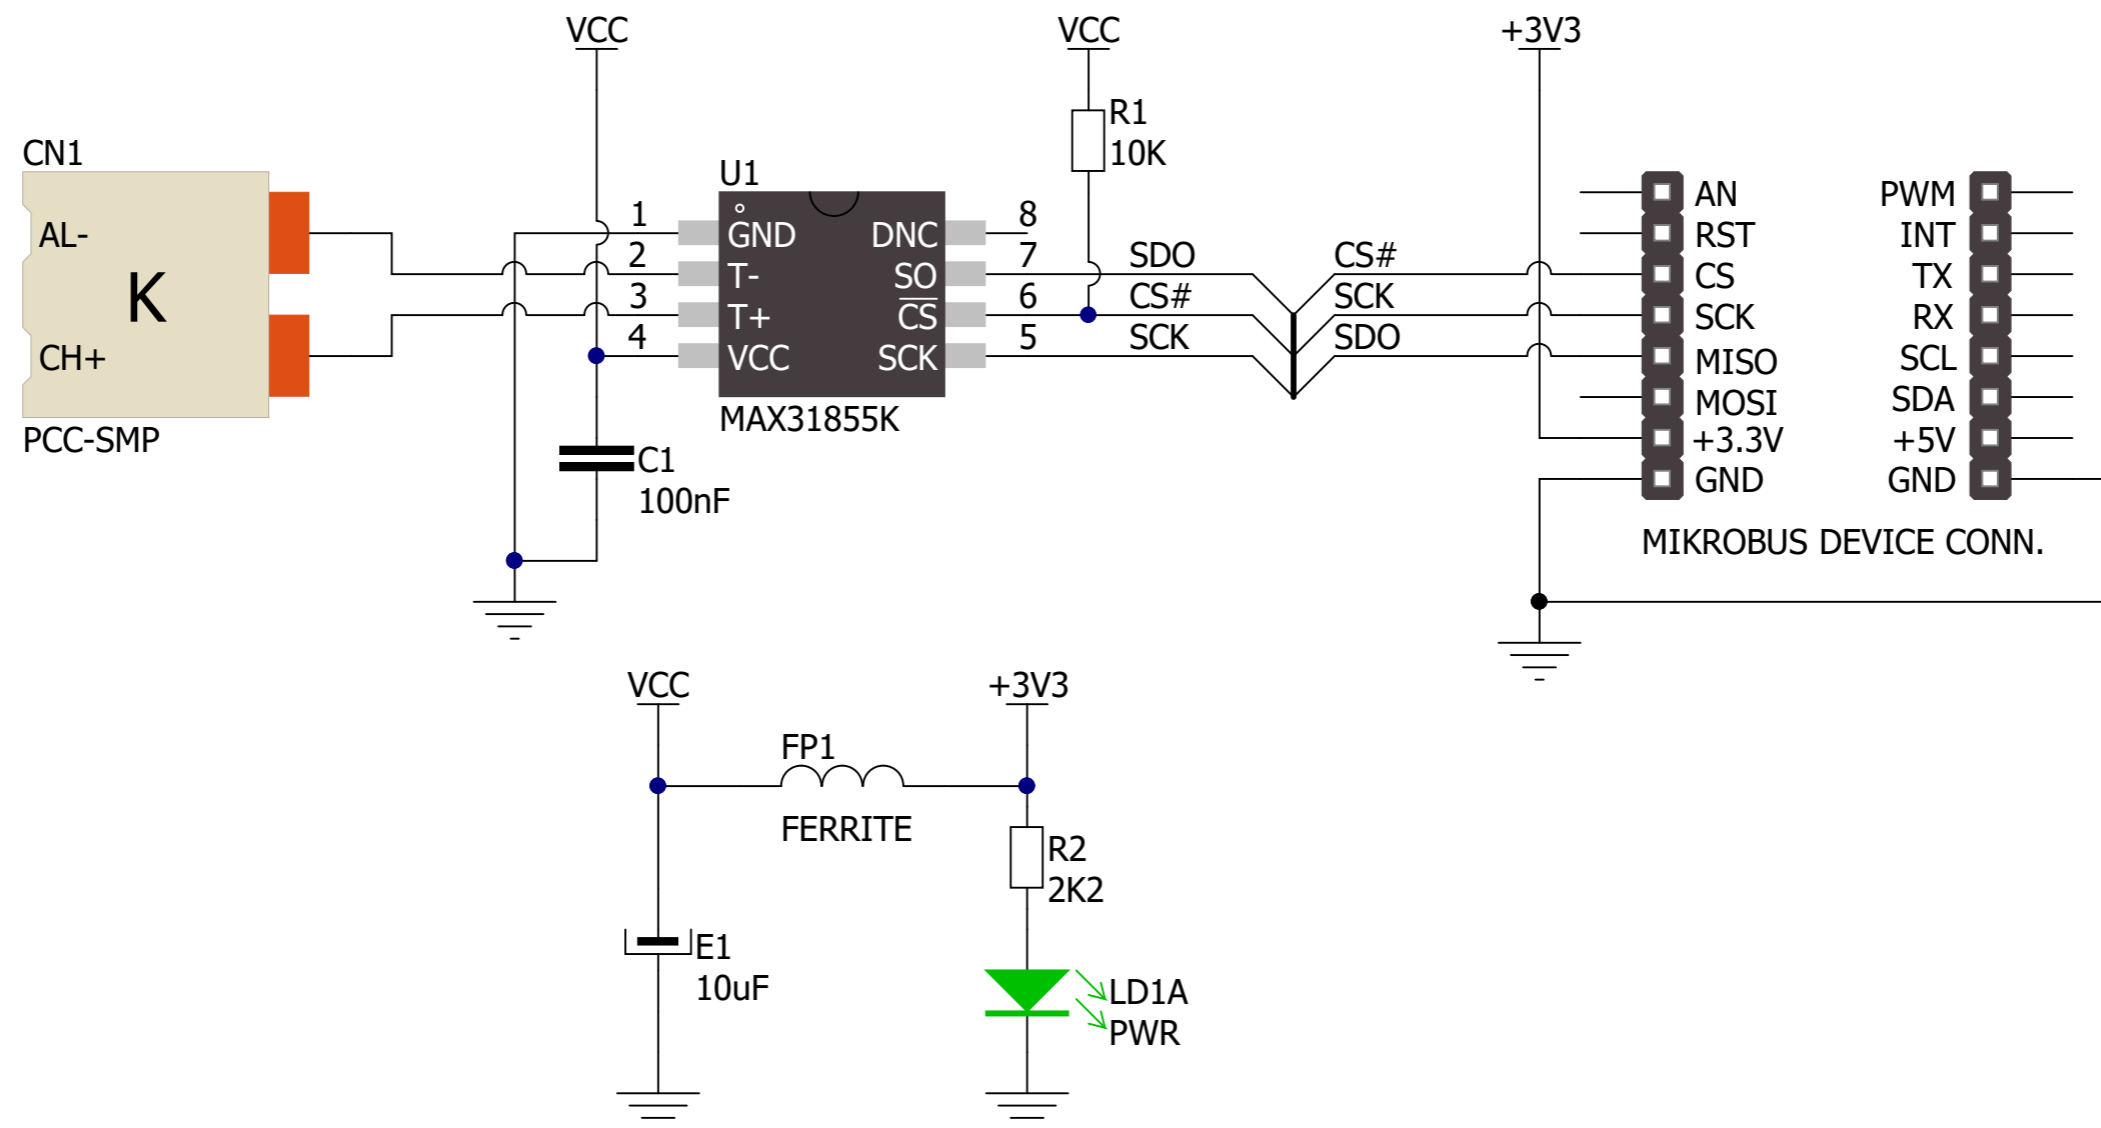 VCC
VCC
+3V3
R1
10K
CN1
AL-
K
CH+
PCC-SMP
U1
1
2
3
4
GND
T-
T+
VCC
DNC
SO
CS
SCK
8
7
6
5
MAX31855K
SDO
CS#
SCK
CS#
SCK
SDO
C1
100nF
AN
RST
CS
SCK
MISO
MOSI
+3.3V
GND
PWM
INT
TX
RX
SCL
SDA
+5V
GND
MIKROBUS DEVICE CONN.
VCC
+3V3
FP1
FERRITE
R2
2K2
E1
10uF
LD1A
PWR